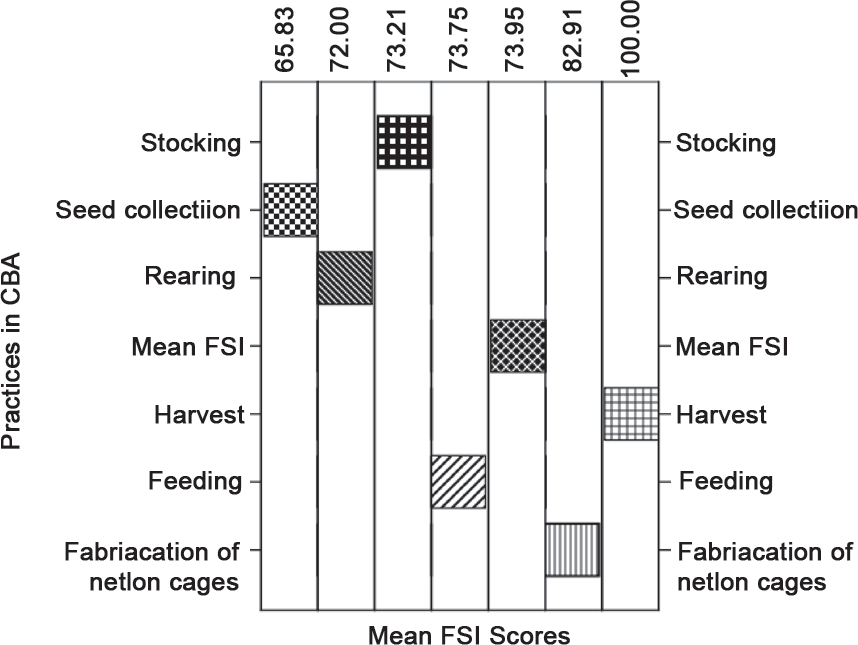 65.83
72.00
73.21
73.75
73.95
82.91
100.00
Practices in CBA
Stocking
Stocking
Seed collectiion
Seed collectiion
Rearing
Rearing
Mean FSI
Mean FSI
Harvest
Harvest
Feeding
Feeding
Fabriacation of
netlon cages
Fabriacation of
netlon cages
Mean FSI Scores